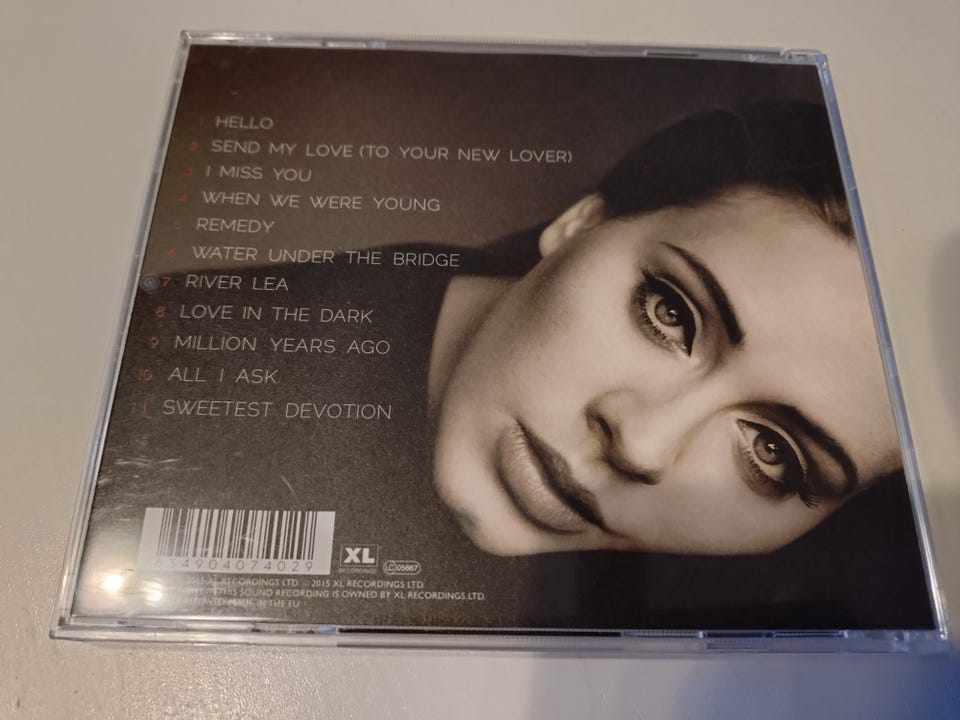 1 HELLO
2 SEND MY LOVE (TO YOUR NEW LOVER)
3 I MISS YOU
4 WHEN WE WERE YOUNG
5 REMEDY
6 WATER UNDER THE BRIDGE
7 RIVER LEA
8 LOVE IN THE DARK
9 MILLION YEARS AGO
10 ALL I ASK
11 SWEETEST DEVOTION
634904074029
XL
RECORDINGS
LC 05667
2015 XL RECORDINGS LTD. 2015 XL RECORDINGS LTD.
IN THIS SOUND RECORDING IS OWNED BY XL RECORDINGS LTD.
MADE IN THE EU